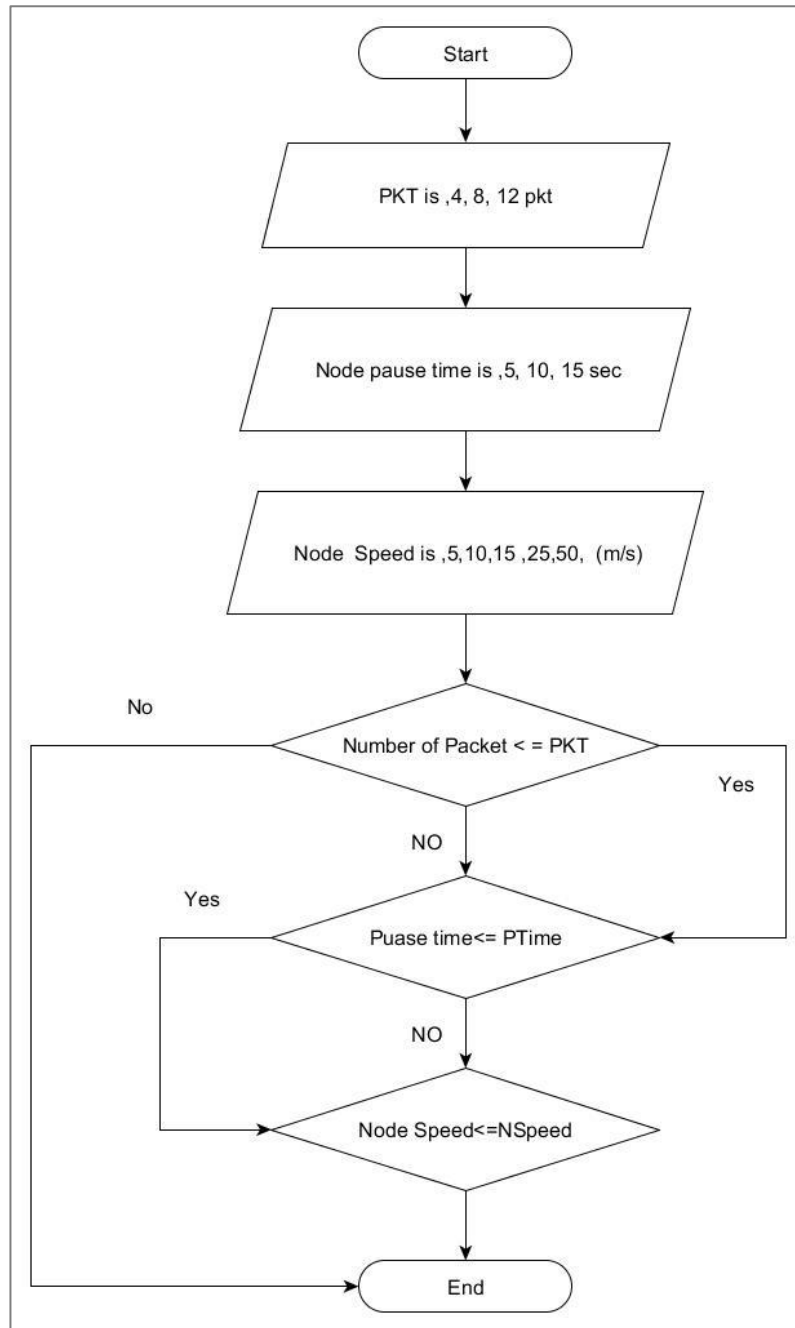 Start
PKT is ,4, 8, 12 pkt
Node pause time is ,5, 10, 15 sec
Node Speed is ,5,10,15 ,25,50, (m/s)
No
Number of Packet < = PKT
Yes
NO
Yes
Puase time<= PTime
NO
Node Speed<=NSpeed
End